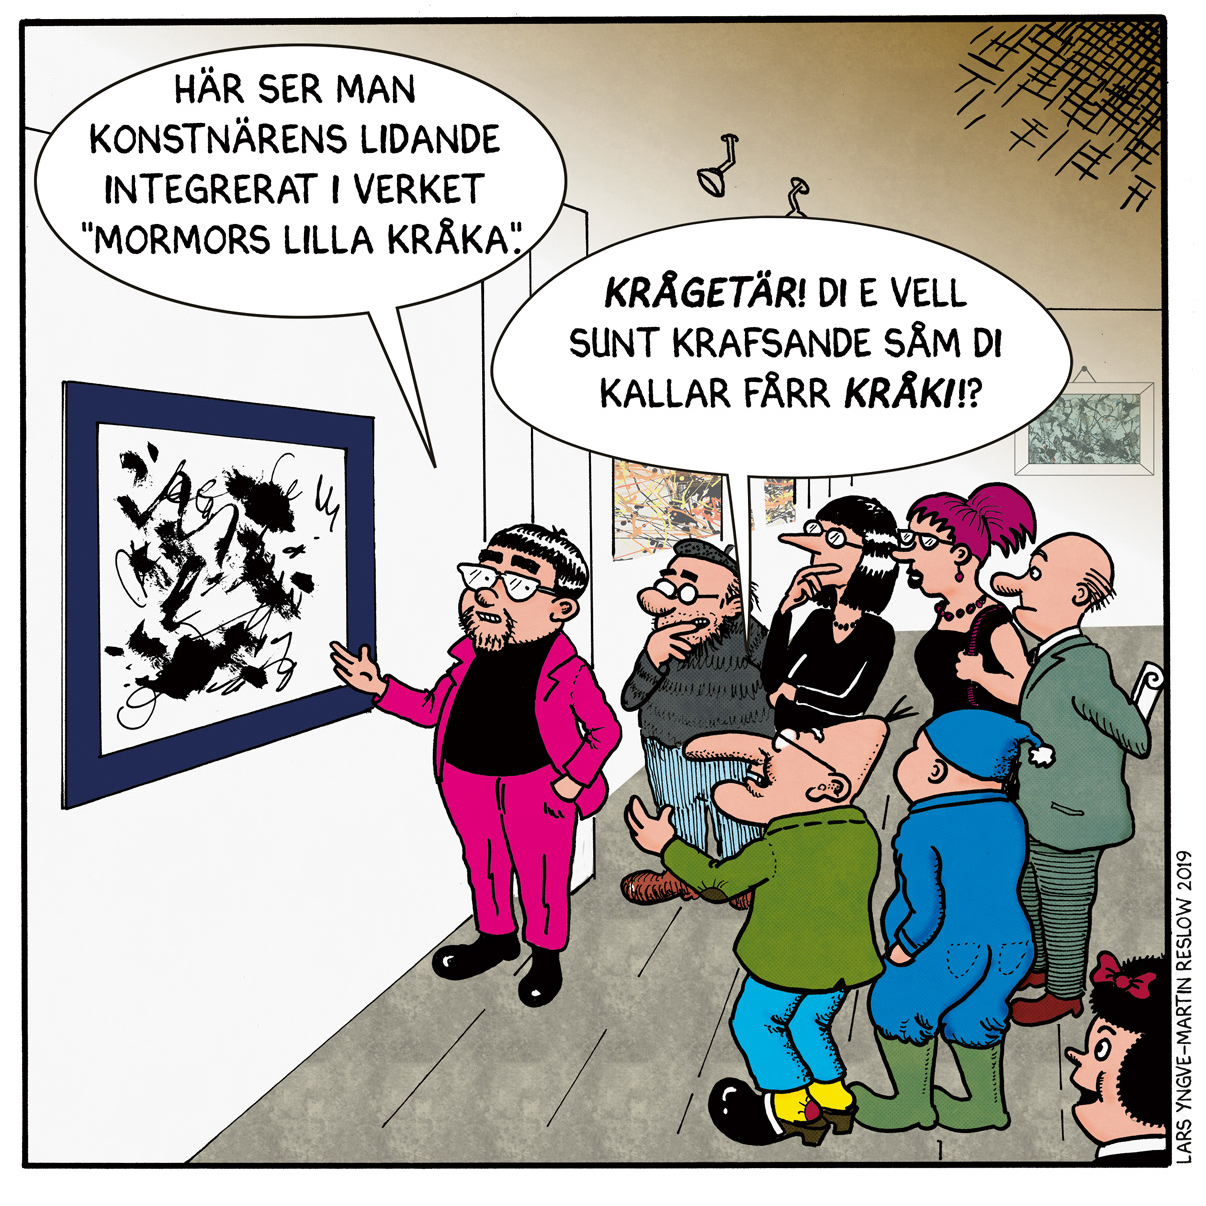 HÄR SER MAN
KONSTNÄRENS LIDANDE
INTEGRERAT I VERKET
"MORMORS LILLA KRÅKA".
KRÅGETÄR! DI E VELL
SUNT KRAFSANDE SÅM DI
KALLAR FÅRR KRÅKI!?
LARS YNGVE-MARTIN RESLOW 2019